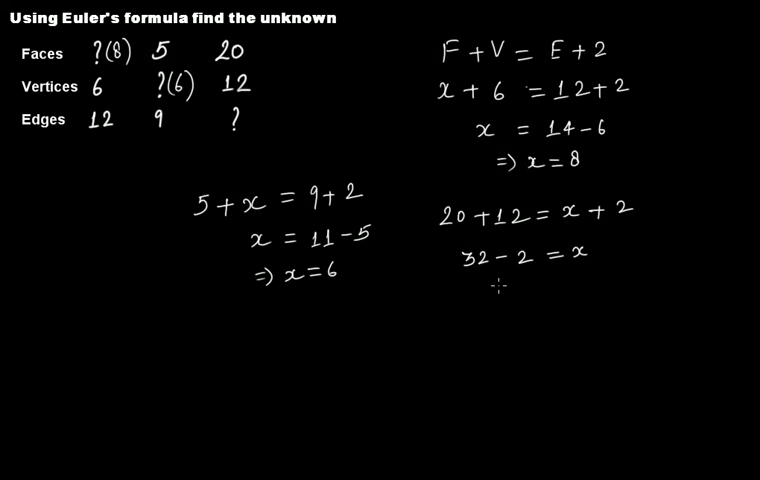 Using Euler's formula find the unknown
Faces ?(8) 5 20
Vertices 6 ?(6) 12
Edges 12 9 ?
F + V = E + 2
x + 6 = 12 + 2
x = 14 - 6
=> x = 8
5 + x = 9 + 2
x = 11 - 5
=> x = 6
20 + 12 = x + 2
32 - 2 = x